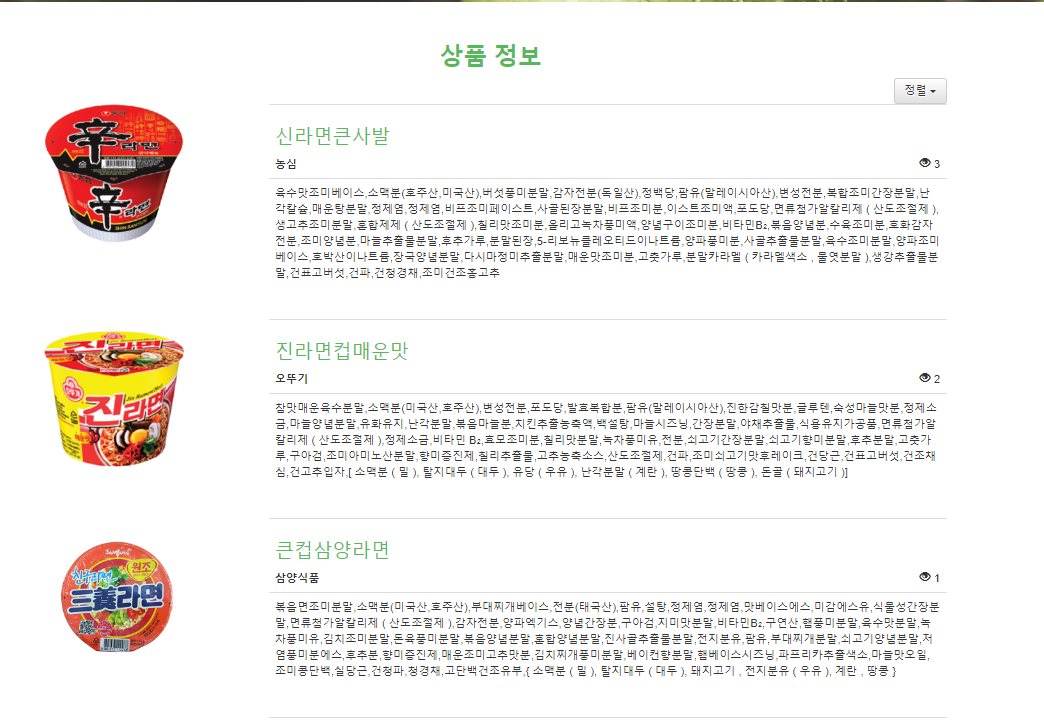 상품 정보
정렬
신라면큰사발
농심 3
육수맛조미베이스,소맥분(호주산,미국산),버섯풍미분말,감자전분(독일산),정백당,팜유(말레이시아산),변성전분,복합조미간장분말,난
각칼슘,매운탕분말,정제염,정제염,비프조미페이스트,사골된장분말,비프조미분,이스트조미액,포도당,면류첨가알칼리제 ( 산도조절제 ),
생고추조미분말,혼합제제 ( 산도조절제 ),칠리맛조미분,올리고녹차풍미액,양념구이조미분,비타민B₂,볶음양념분,수육조미분,호화감자
전분,조미양념분,마늘추출물분말,후추가루,분말된장,5-리보뉴클레오티드이나트륨,양파풍미분,사골추출물분말,육수조미분말,양파조미
베이스,호박산이나트륨,장국양념분말,다시마정미추출분말,매운맛조미분,고춧가루,분말카라멜 ( 카라멜색소 , 물엿분말 ),생강추출물분
말,건표고버섯,건파,건청경채,조미건조홍고추
진라면컵매운맛
오뚜기 2
참맛매운육수분말,소맥분(미국산,호주산),변성전분,포도당,발효복합분,팜유(말레이시아산),진한감칠맛분,글루텐,숙성마늘맛분,정제소
금,마늘양념분말,유화유지,난각분말,볶음마늘분,치킨추출농축액,백설탕,마늘시즈닝,간장분말,야채추출물,식용유지가공품,면류첨가알
칼리제 ( 산도조절제 ),정제소금,비타민 B₂,효모조미분,칠리맛분말,녹차풍미유,전분,쇠고기간장분말,쇠고기향미분말,후추분말,고춧가
루,구아검,조미아미노산분말,향미증진제,칠리추출물,고추농축소스,산도조절제,건파,조미쇠고기맛후레이크,건당근,건표고버섯,건조채
심,건고추입자,[ 소맥분 ( 밀 ), 탈지대두 ( 대두 ), 유당 ( 우유 ), 난각분말 ( 계란 ), 땅콩단백 ( 땅콩 ), 돈골 ( 돼지고기 )]
큰컵삼양라면
삼양식품 1
볶음면조미분말,소맥분(미국산,호주산),부대찌개베이스,전분(태국산),팜유,설탕,정제염,정제염,맛베이스에스,미감에스유,식물성간장분
말,면류첨가알칼리제 ( 산도조절제 ),감자전분,양파엑기스,양념간장분,구아검,지미맛분말,비타민B₂,구연산,햄풍미분말,육수맛분말,녹
차풍미유,김치조미분말,돈육풍미분말,볶음양념분말,혼합양념분말,진사골추출물분말,전지분유,팜유,부대찌개분말,쇠고기양념분말,저
염풍미분에스,후추분,향미증진제,매운조미고추맛분,김치찌개풍미분말,베이컨향분말,햄베이스시즈닝,파프리카추출색소,마늘맛오일,
조미콩단백,실당근,건청파,청경채,고단백건조유부,{ 소맥분 ( 밀 ), 탈지대두 ( 대두 ), 돼지고기 , 전지분유 ( 우유 ), 계란 , 땅콩 }
辛라면
辛라면
진라면
진라면
원조
三養라면